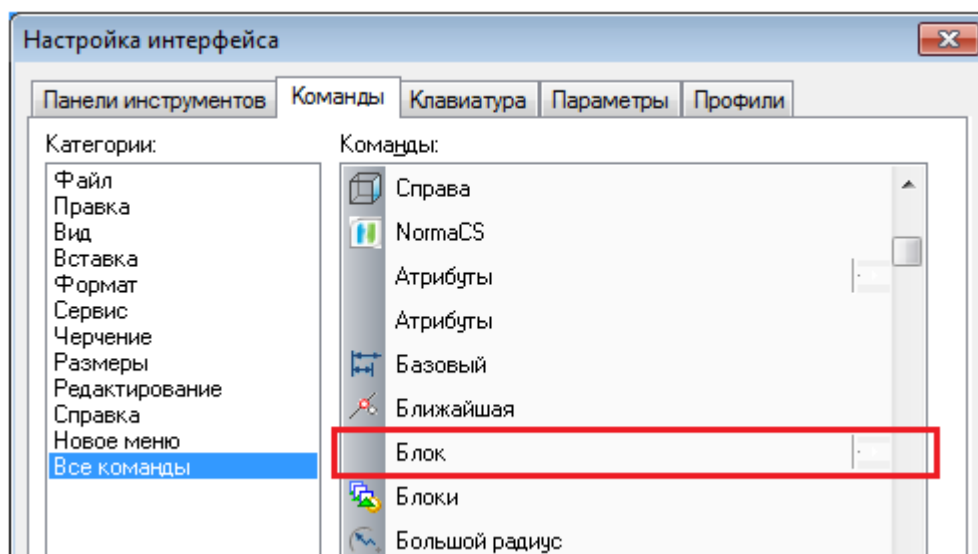 Настройка интерфейса
Панели инструментов Команды Клавиатура Параметры Профили
Категории:
Файл
Правка
Вид
Вставка
Формат
Сервис
Черчение
Размеры
Редактирование
Справка
Новое меню
Все команды
Команды:
Справа
NormaCS
Атрибуты
Атрибуты
Базовый
Ближайшая
Блок
Блоки
Большой радиус